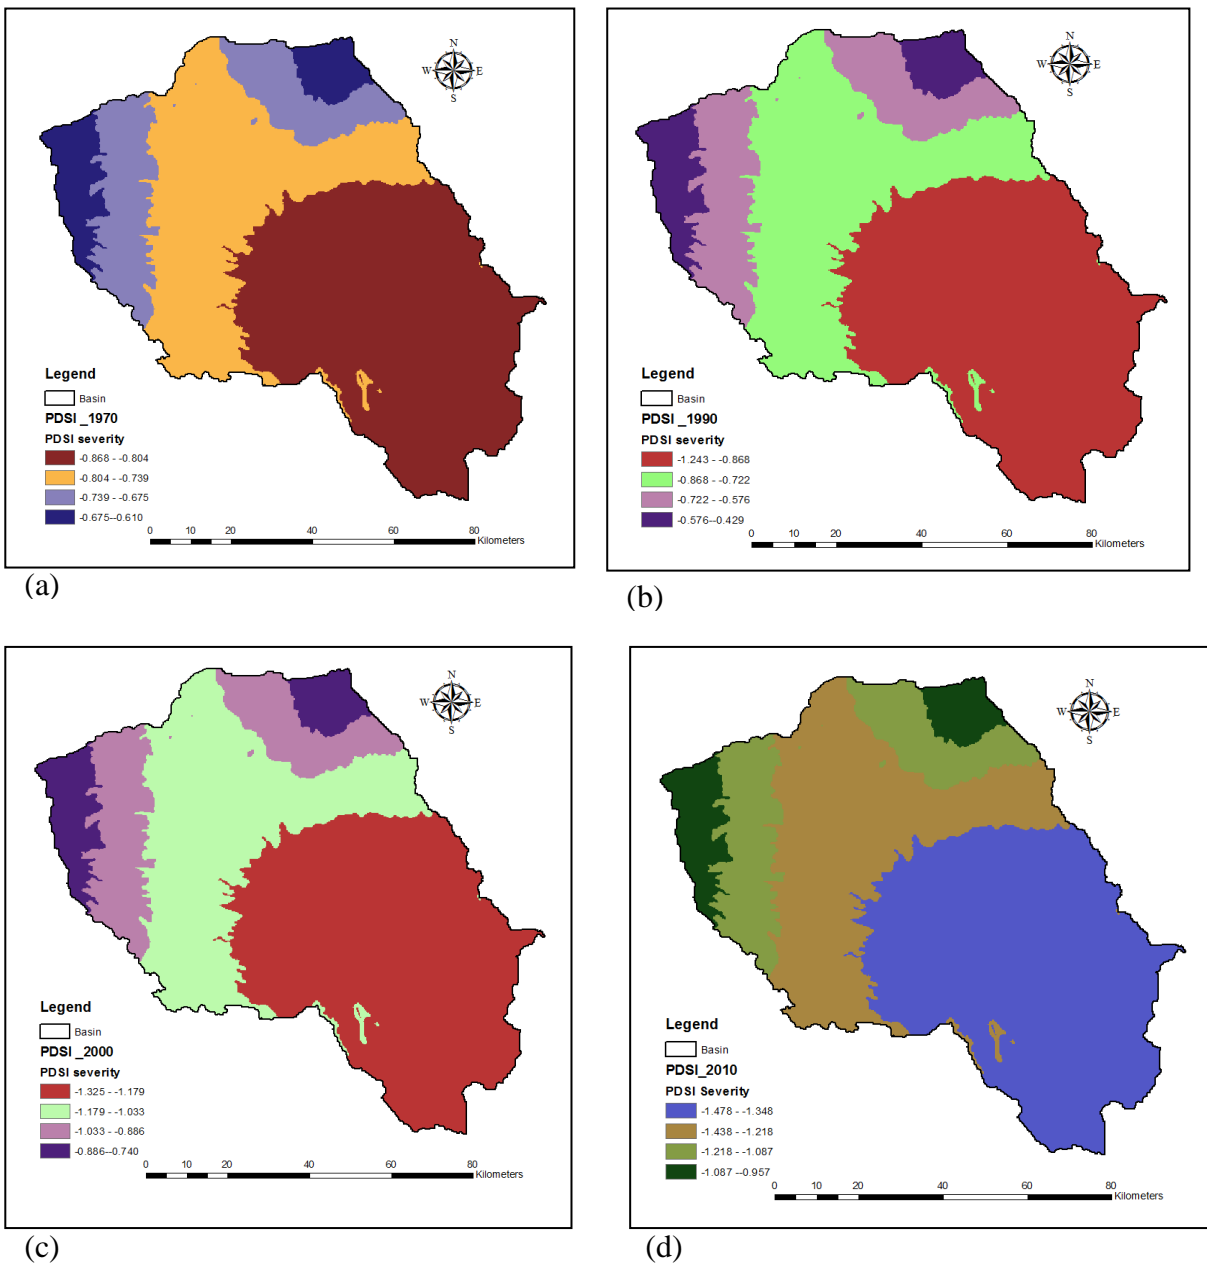 N
W E
S
Legend
Basin
PDSI _1970
PDSI severity
-0.868 - -0.804
-0.804 - -0.739
-0.739 - -0.675
-0.675--0.610
0 10 20 40 60 80
Kilometers
(a)
N
W E
S
Legend
Basin
PDSI _1990
PDSI severity
-1.243 - -0.868
-0.868 - -0.722
-0.722 - -0.576
-0.576--0.429
0 10 20 40 60 80
Kilometers
(b)
N
W E
S
Legend
Basin
PDSI _2000
PDSI severity
-1.325 - -1.179
-1.179 - -1.033
-1.033 - -0.886
-0.886--0.740
0 10 20 40 60 80
Kilometers
(c)
N
W E
S
Legend
Basin
PDSI_2010
PDSI Severity
-1.478 - -1.348
-1.438 - -1.218
-1.218 - -1.087
-1.087 --0.957
0 10 20 40 60 80
Kilometers
(d)